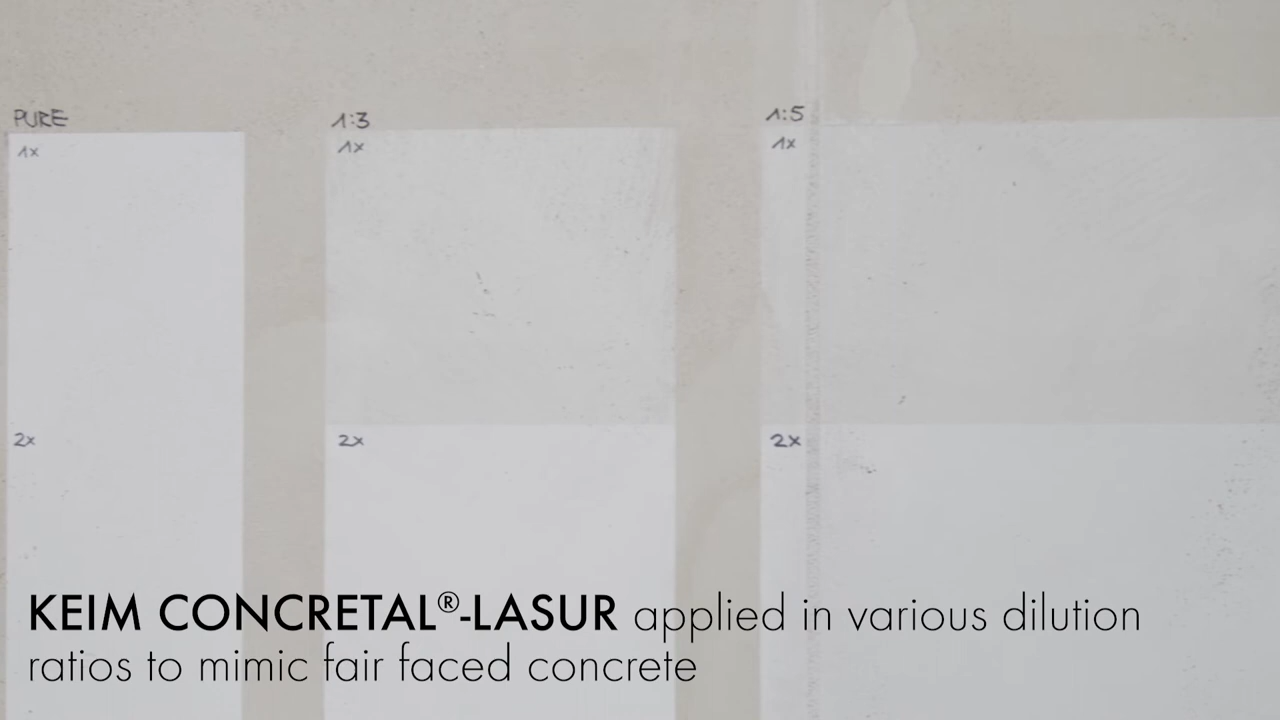 PURE
1:3
1:5
1x
1x
1x
2x
2x
2x
KEIM CONCRETAL®-LASUR applied in various dilution
ratios to mimic fair faced concrete